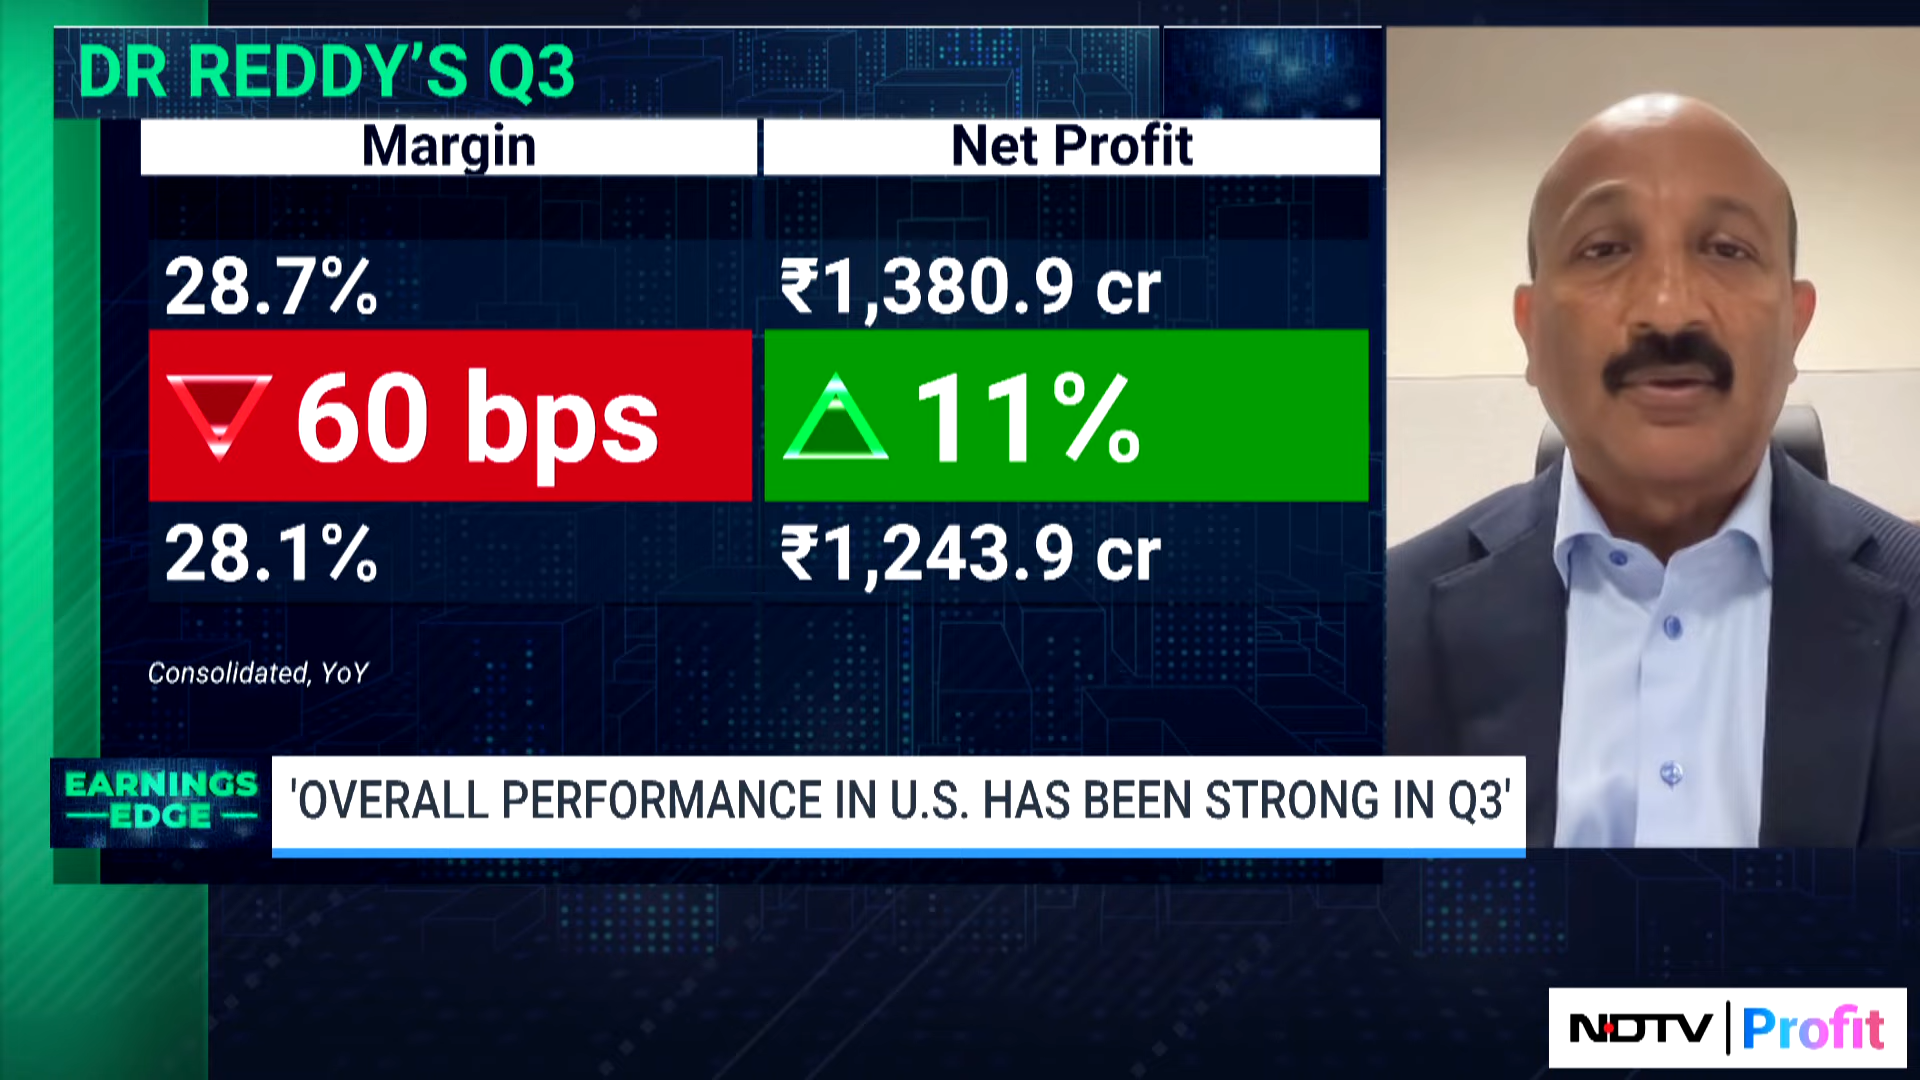 DR REDDY'S Q3
Margin
Net Profit
28.7%
₹1,380.9 cr
60 bps
11%
28.1%
₹1,243.9 cr
Consolidated, YoY
EARNINGS
EDGE
'OVERALL PERFORMANCE IN U.S. HAS BEEN STRONG IN Q3'
NDTV Profit